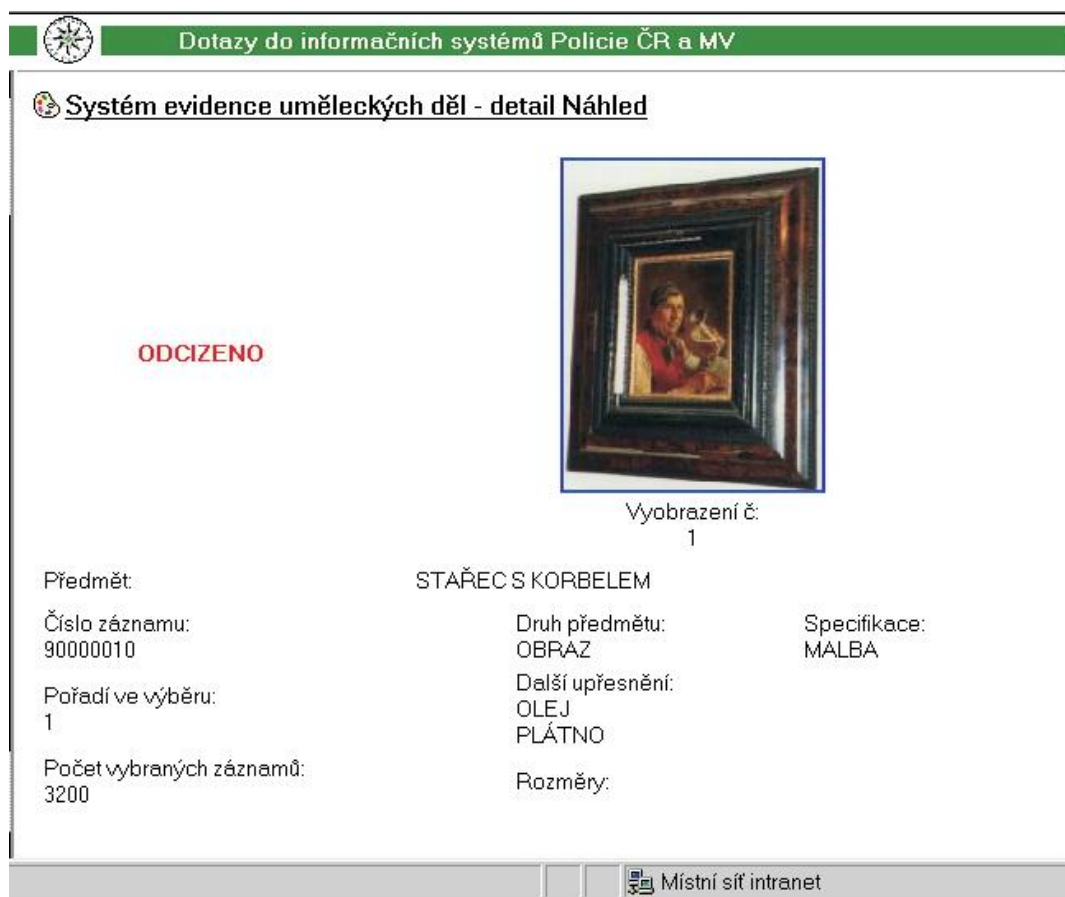 Dotazy do informačních systémů Policie ČR a MV
Systém evidence uměleckých děl - detail Náhled
ODCIZENO
Vyobrazení č:
1
Předmět: STAŘEC S KORBELEM
Číslo záznamu: Druh předmětu: Specifikace:
90000010 OBRAZ MALBA
Další upřesnění:
Pořadí ve výběru: OLEJ
1 PLÁTNO
Počet vybraných záznamů: Rozměry:
3200
Místní síť intranet